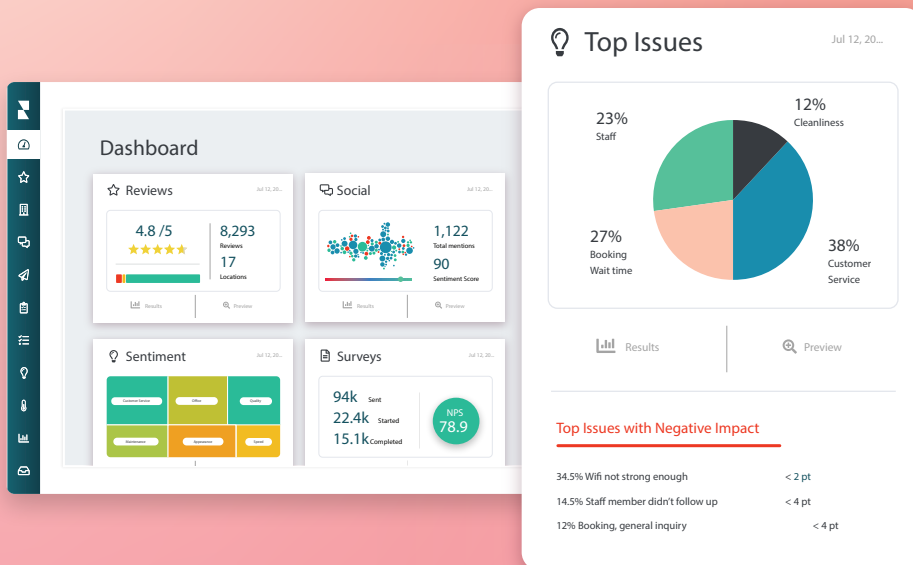 Dashboard
Reviews
Jul 12, 20...
4.8 /5
8,293
Reviews
17
Locations
Results
Preview
Social
Jul 12, 20...
1,122
Total mentions
90
Sentiment Score
Results
Preview
Sentiment
Jul 12, 20...
Customer Service
Office
Quality
Maintenance
Appearance
Speed
Surveys
Jul 12, 20...
94k Sent
22.4k Started
15.1k Completed
NPS
78.9
Top Issues
Jul 12, 20...
23%
Staff
12%
Cleanliness
27%
Booking
Wait time
38%
Customer
Service
Results
Preview
Top Issues with Negative Impact
34.5% Wifi not strong enough < 2 pt
14.5% Staff member didn't follow up < 4 pt
12% Booking, general inquiry < 4 pt